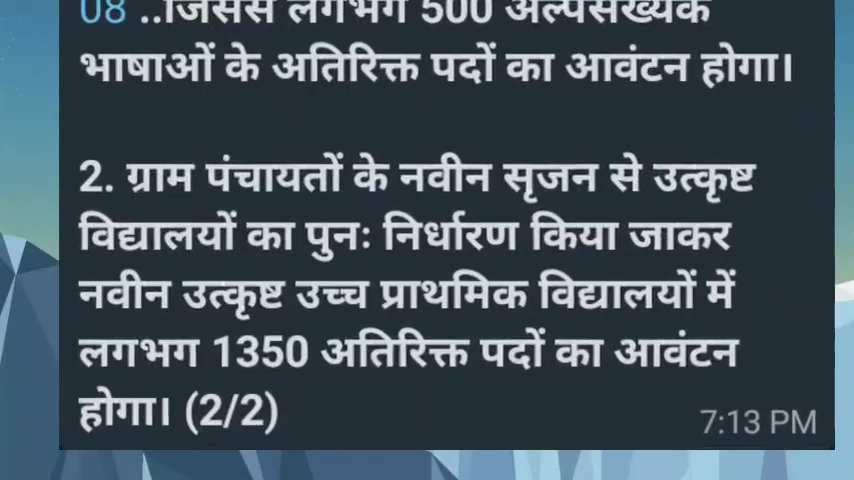 08 ..जिससे लगभग 500 अल्पसंख्यक
भाषाओं के अतिरिक्त पदों का आवंटन होगा।
2. ग्राम पंचायतों के नवीन सृजन से उत्कृष्ट
विद्यालयों का पुनः निर्धारण किया जाकर
नवीन उत्कृष्ट उच्च प्राथमिक विद्यालयों में
लगभग 1350 अतिरिक्त पदों का आवंटन
होगा। (2/2)
7:13 PM